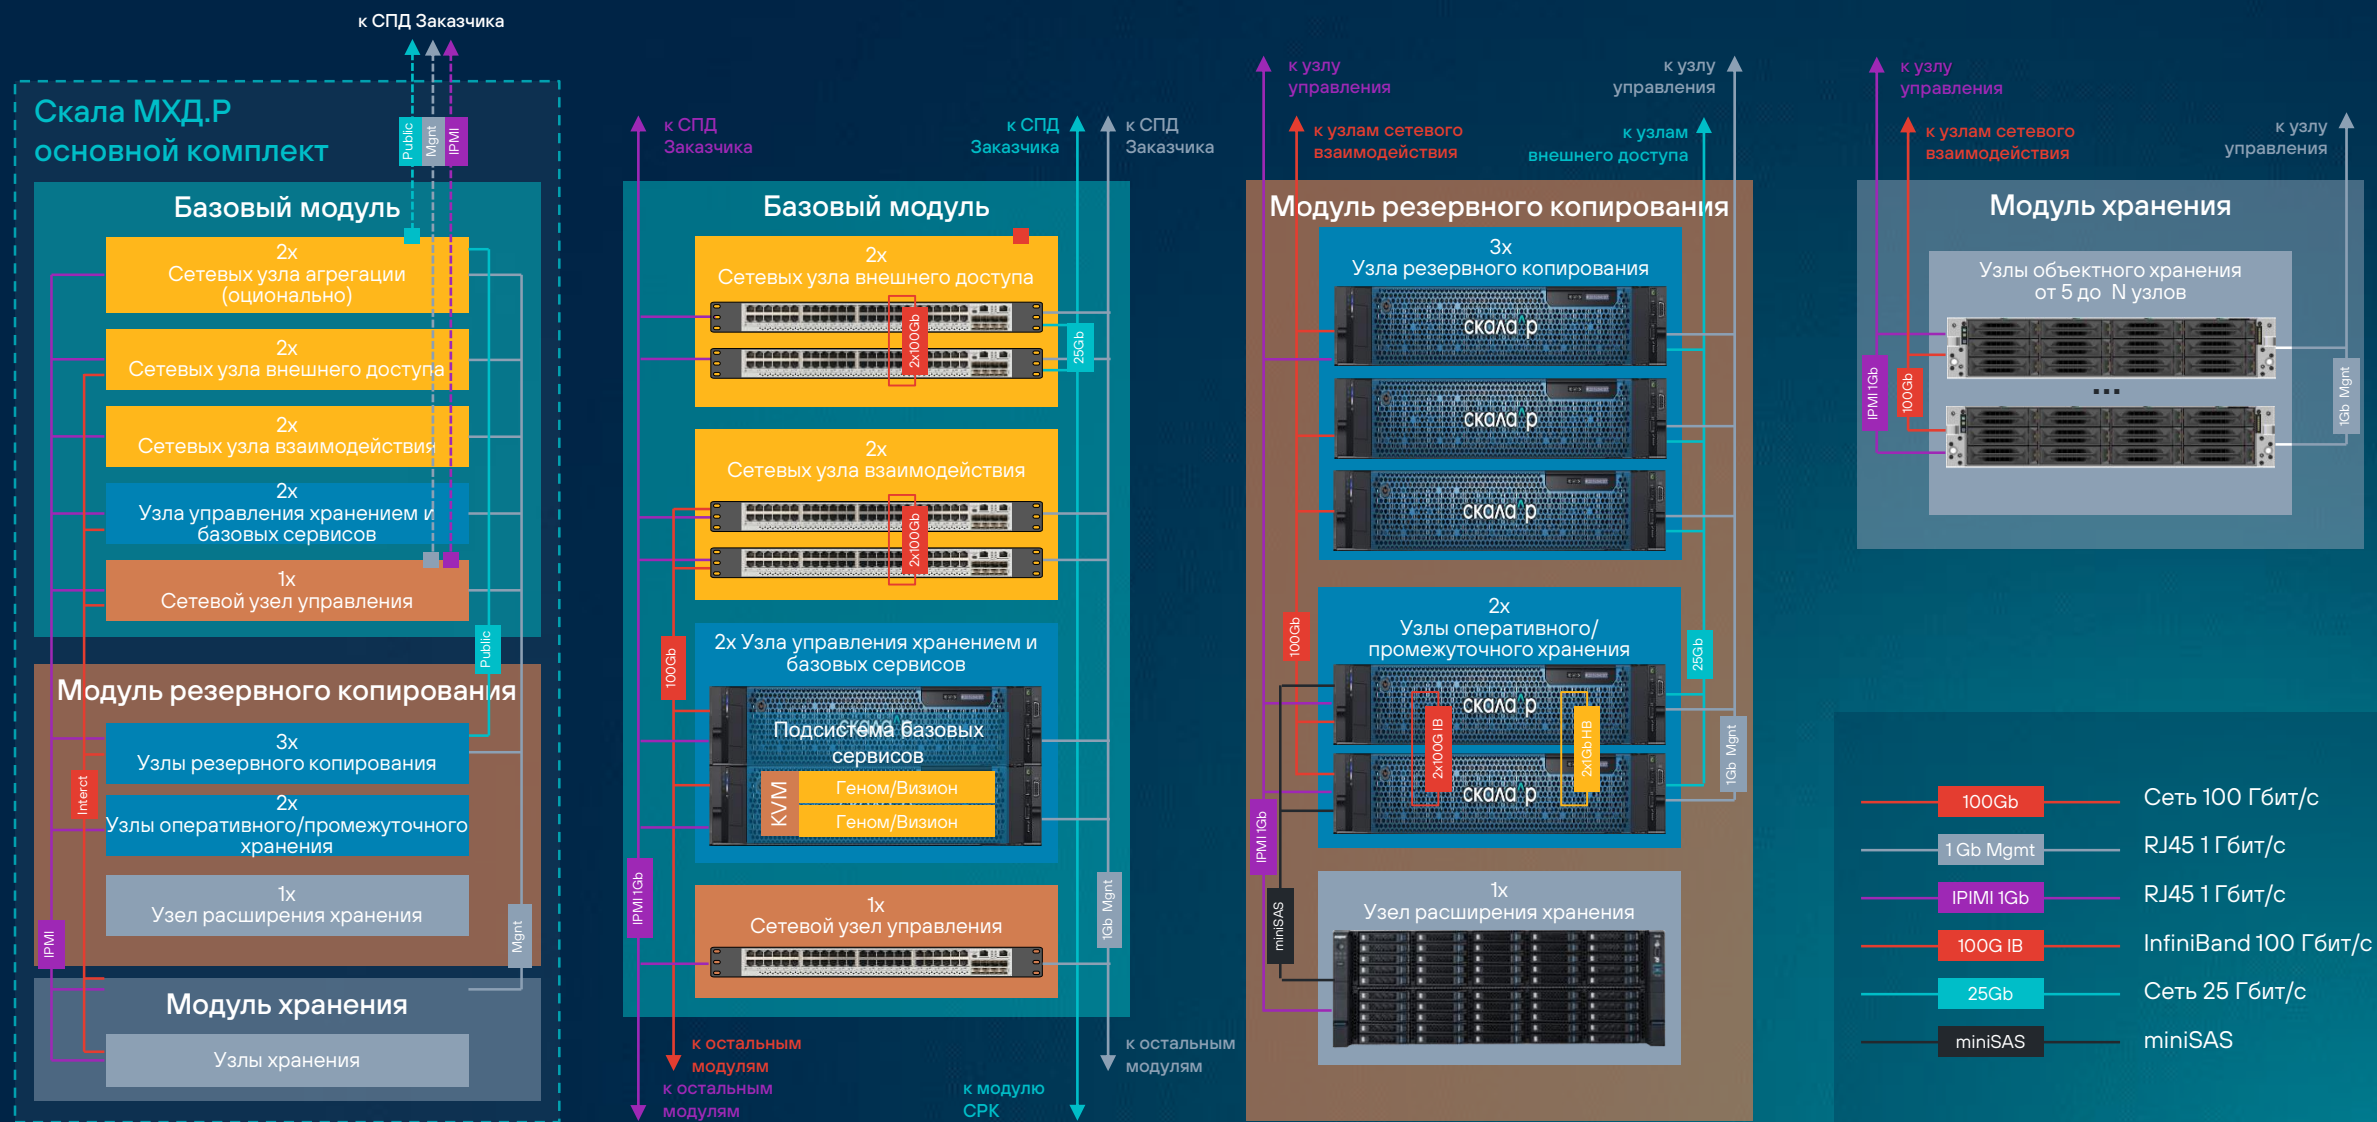 к СПД Заказчика
Public
Mgnt
IPMI
Скала МХД.Р
основной комплект
Базовый модуль
2x
Сетевых узла агрегации
(оционально)
2x
Сетевых узла внешнего доступа
2x
Сетевых узла взаимодействия
2x
Узла управления хранением и
базовых сервисов
1x
Сетевой узел управления
Public
Модуль резервного копирования
3x
Узлы резервного копирования
Interct
2x
Узлы оперативного/промежуточного
хранения
1x
Узел расширения хранения
IPMI
Mgnt
Модуль хранения
Узлы хранения
к СПД
Заказчика
к СПД
Заказчика
к СПД
Заказчика
Базовый модуль
2x
Сетевых узла внешнего доступа
2x100Gb
25Gb
2x
Сетевых узла взаимодействия
2x100Gb
2x Узла управления хранением и
базовых сервисов
100Gb
скала^р
Подсистема базовых
сервисов
KVM
Геном/Визион
Геном/Визион
IPMI 1Gb
1Gb Mgnt
1x
Сетевой узел управления
к остальным
модулям
к остальным
модулям
к модулю
СРК
к остальным
модулям
к узлу
управления
к узлу
управления
к узлам сетевого
взаимодействия
к узлам
внешнего доступа
Модуль резервного копирования
3x
Узла резервного копирования
скала^р
скала^р
скала^р
2x
Узлы оперативного/
промежуточного хранения
100Gb
25Gb
скала^р
2x100G IB
2x1Gb HB
1Gb Mgnt
скала^р
IPMI 1Gb
miniSAS
1x
Узел расширения хранения
к узлу
управления
к узлам сетевого
взаимодействия
к узлу
управления
Модуль хранения
Узлы объектного хранения
от 5 до N узлов
IPMI 1Gb
100Gb
...
1Gb Mgnt
100Gb
Сеть 100 Гбит/с
1 Gb Mgmt
RJ45 1 Гбит/с
IPIMI 1Gb
RJ45 1 Гбит/с
100G IB
InfiniBand 100 Гбит/с
25Gb
Сеть 25 Гбит/с
miniSAS
miniSAS